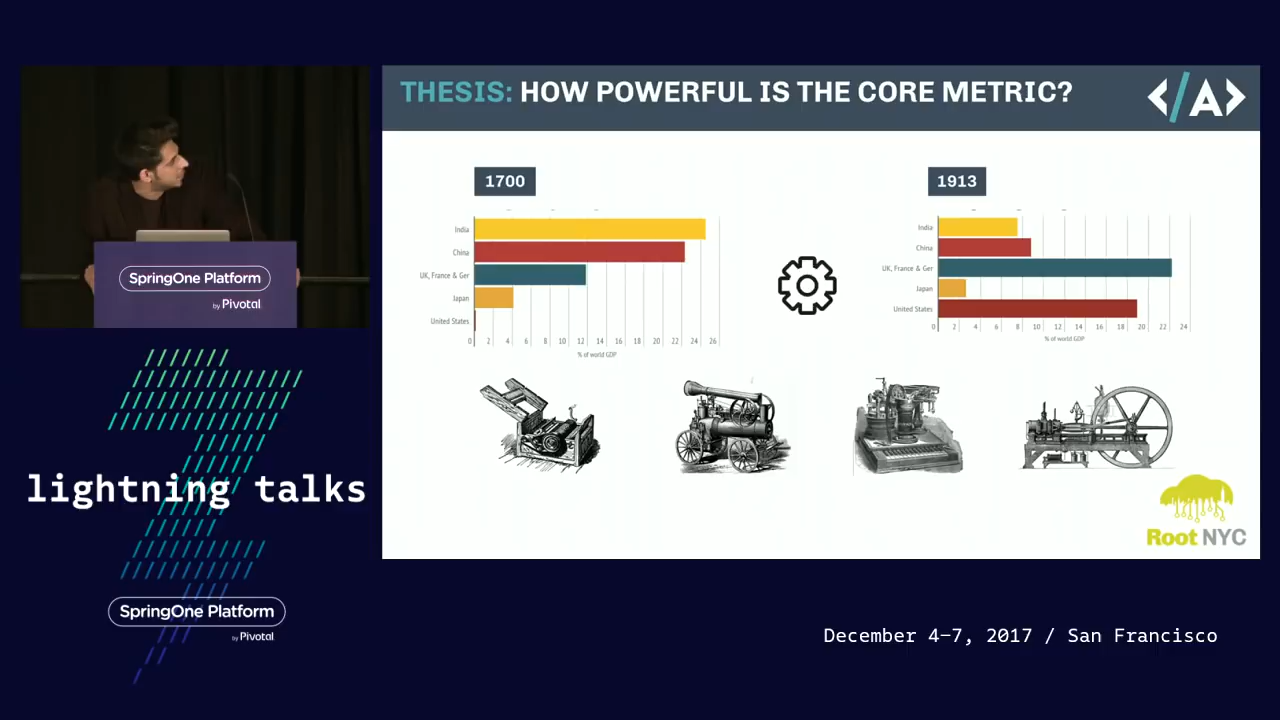 THESIS: HOW POWERFUL IS THE CORE METRIC?
</A>
1700
India
China
UK, France & Ger
Japan
United States
0 2 4 6 8 10 12 14 16 18 20 22 24 26
% of world GDP
1913
India
China
UK, France & Ger
Japan
United States
0 2 4 6 8 10 12 14 16 18 20 22 24
% of world GDP
Root NYC
SpringOne Platform
by Pivotal
lightning talks
SpringOne Platform
by Pivotal
December 4–7, 2017 / San Francisco